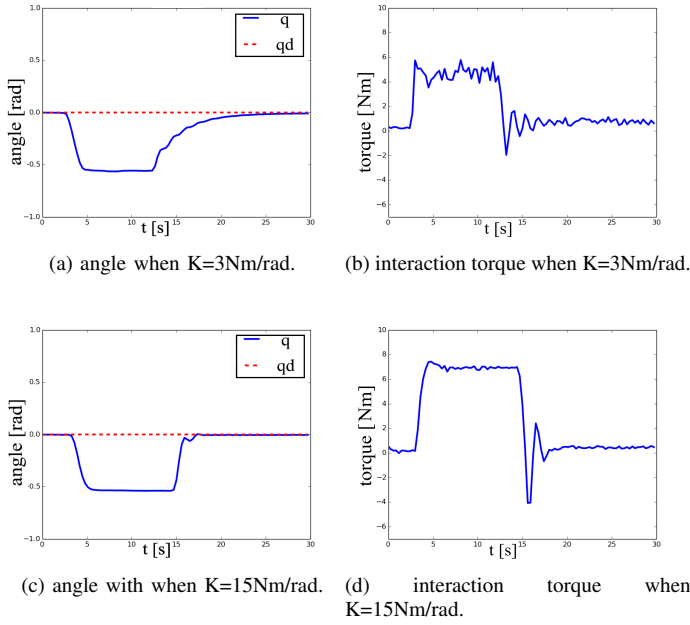 1.0
0.5
0.0
−0.5
−1.0
angle [rad]
q
qd
0 5 10 15 20 25 30
t [s]
10
8
6
4
2
0
−2
−4
−6
torque [ Nm]
0 5 10 15 20 25 30
t [s]
(a) angle when K=3Nm/rad.
(b) interaction torque when K=3Nm/rad.
1.0
0.5
0.0
−0.5
−1.0
angle [rad]
q
qd
0 5 10 15 20 25 30
t [s]
10
8
6
4
2
0
−2
−4
−6
torque [ Nm]
0 5 10 15 20 25 30
t [s]
(c) angle with when K=15Nm/rad.
(d) interaction torque when
K=15Nm/rad.